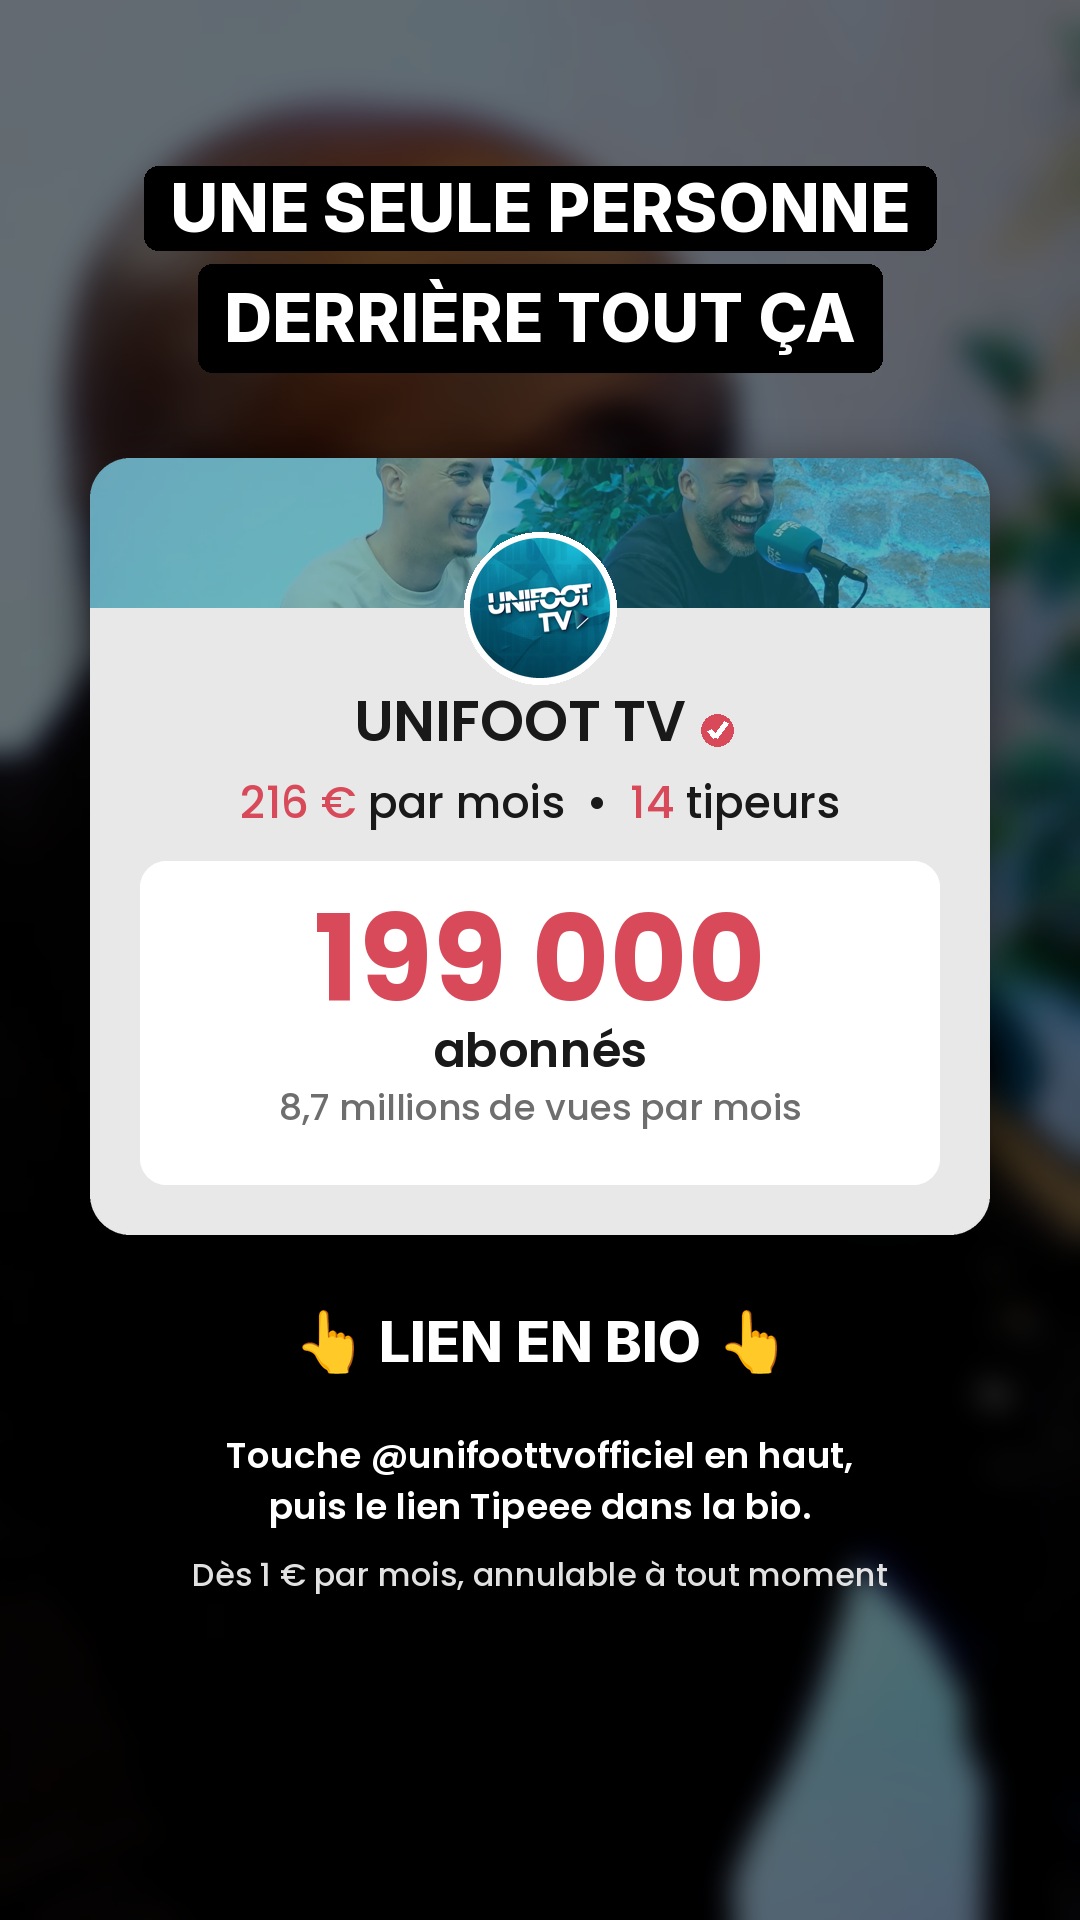 UNE SEULE PERSONNE
DERRIÈRE TOUT ÇA
UNIFOOT
TV
UNIFOOT TV
216 € par mois • 14 tipeurs
199 000
abonnés
8,7 millions de vues par mois
👆 LIEN EN BIO 👆
Touche @unifoottvofficiel en haut,
puis le lien Tipeee dans la bio.
Dès 1 € par mois, annulable à tout moment